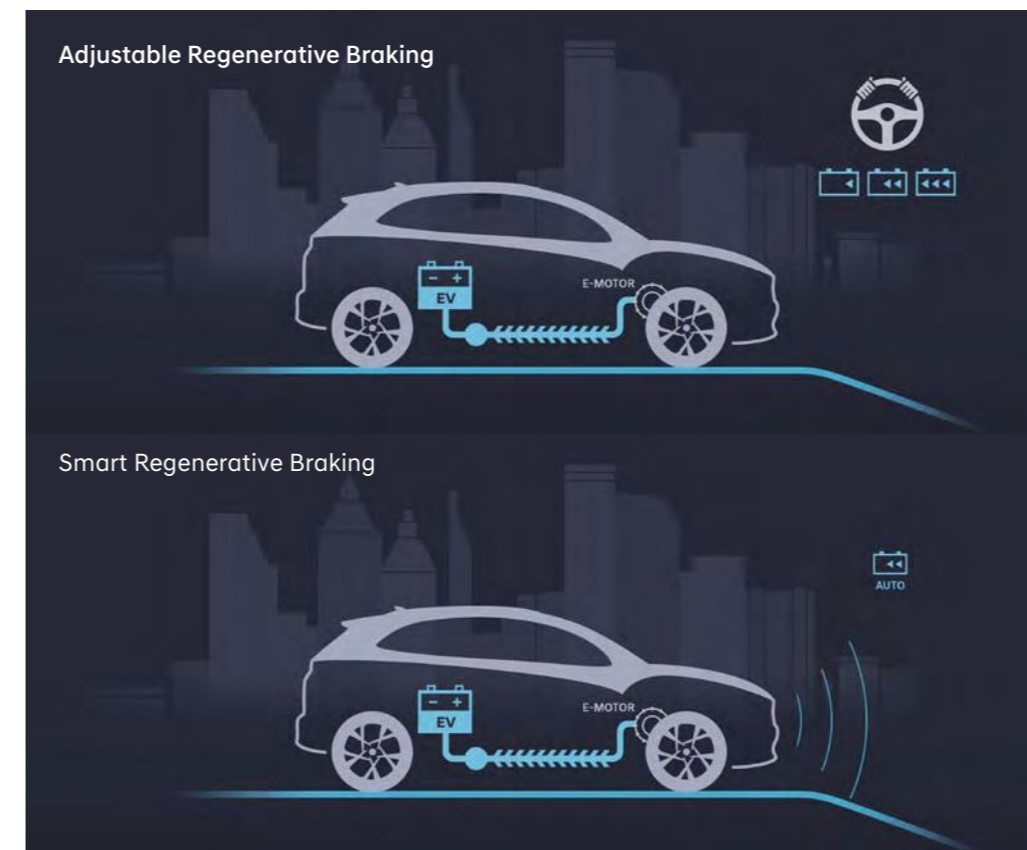 Adjustable Regenerative Braking
E-MOTOR
EV
Smart Regenerative Braking
AUTO
E-MOTOR
EV